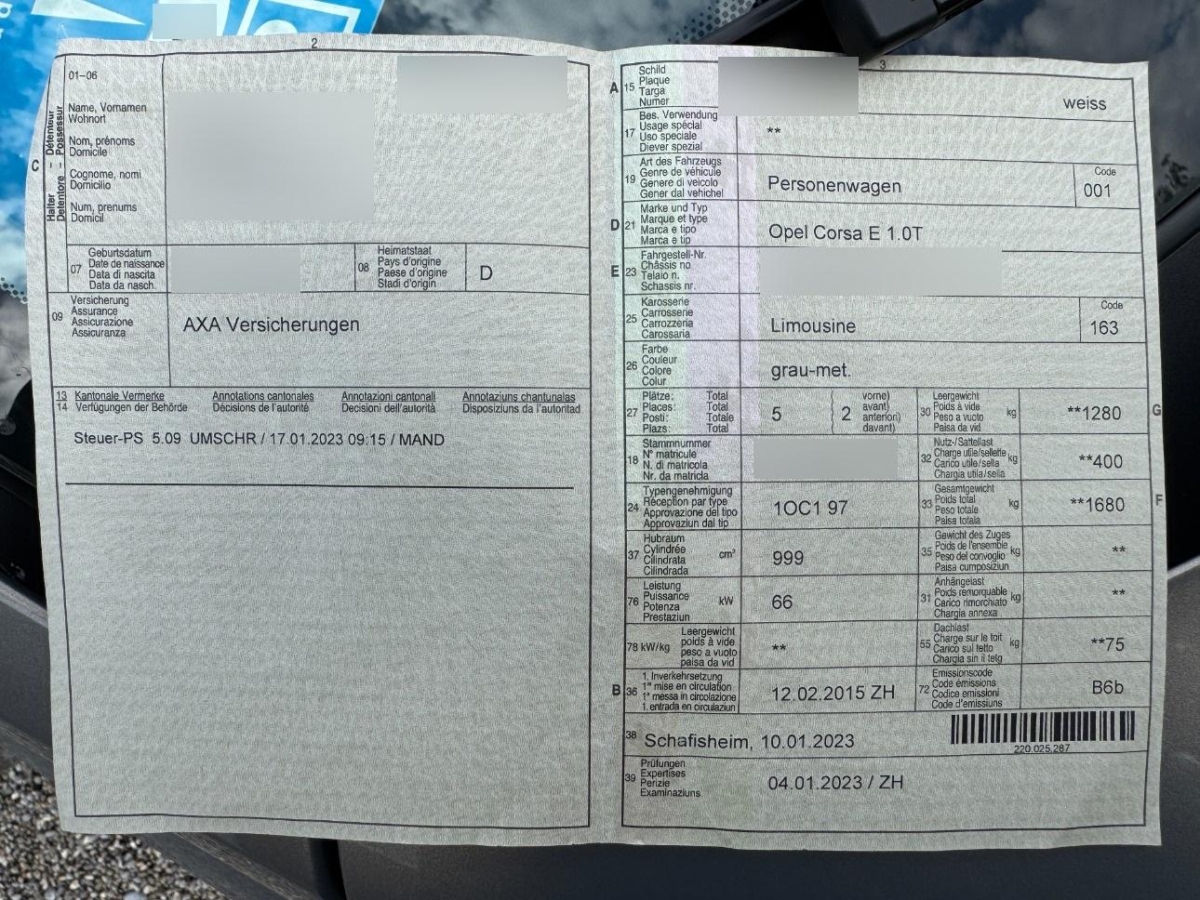 2
01–06
C
Halter – Détenteur
Detentore – Possessur
Name, Vornamen
Wohnort
Nom, prénoms
Domicile
Cognome, nomi
Domicilio
Num, prenums
Domicil
07
Geburtsdatum
Date de naissance
Data di nascita
Data da nasch.
08
Heimatstaat
Pays d'origine
Paese d'origine
Stadi d'origin
D
09
Versicherung
Assurance
Assicurazione
Assicuranza
AXA Versicherungen
13 Kantonale Vermerke Annotations cantonales Annotazioni cantonali Annotaziuns chantunalas
14 Verfügungen der Behörde Décisions de l'autorité Decisioni dell'autorità Disposiziuns da l'autoritad
Steuer-PS 5.09 UMSCHR / 17.01.2023 09:15 / MAND
3
A 15
Schild
Plaque
Targa
Numer
weiss
17
Bes. Verwendung
Usage spécial
Uso speciale
Diever spezial
**
19
Art des Fahrzeugs
Genre de véhicule
Genere di veicolo
Gener dal vehichel
Personenwagen
Code
001
D 21
Marke und Typ
Marque et type
Marca e tipo
Marca e tip
Opel Corsa E 1.0T
E 23
Fahrgestell-Nr.
Châssis no
Telaio n.
Schassis nr.
25
Karosserie
Carrosserie
Carrozzeria
Carossaria
Limousine
Code
163
26
Farbe
Couleur
Colore
Colur
grau-met.
27
Plätze: Total
Places: Total
Posti: Totale
Plazs: Total
5
2
vorne)
avant)
anteriori)
davant)
30
Leergewicht
Poids à vide
Peso a vuoto
Paisa da vid
kg
**1280
G
18
Stammnummer
N° matricule
N. di matricola
Nr. da matricla
32
Nutz-/Sattellast
Charge utile/sellette
Carico utile/sella
Chargia utila/sella
kg
**400
24
Typengenehmigung
Réception par type
Approvazione del tipo
Approvaziun dal tip
1OC1 97
33
Gesamtgewicht
Poids total
Peso totale
Paisa totala
kg
**1680
F
37
Hubraum
Cylindrée
Cilindrata
Cilindrada
cm³
999
35
Gewicht des Zuges
Poids de l'ensemble
Peso del convoglio
Paisa cumposiziun
kg
**
76
Leistung
Puissance
Potenza
Prestaziun
kW
66
31
Anhängelast
Poids remorquable
Carico rimorchiato
Chargia annexa
kg
**
78 kW/kg
Leergewicht
poids à vide
peso a vuoto
paisa da vid
**
55
Dachlast
Charge sur le toit
Carico sul tetto
Chargia sin il tetg
kg
**75
B 36
1. Inverkehrsetzung
1re mise en circulation
1a messa in circolazione
1. entrada en circulaziun
12.02.2015 ZH
72
Emissionscode
Code émissions
Codice emissioni
Code d'emissiuns
B6b
38
Schafisheim, 10.01.2023
220.025.287
39
Prüfungen
Expertises
Perizie
Examinaziuns
04.01.2023 / ZH